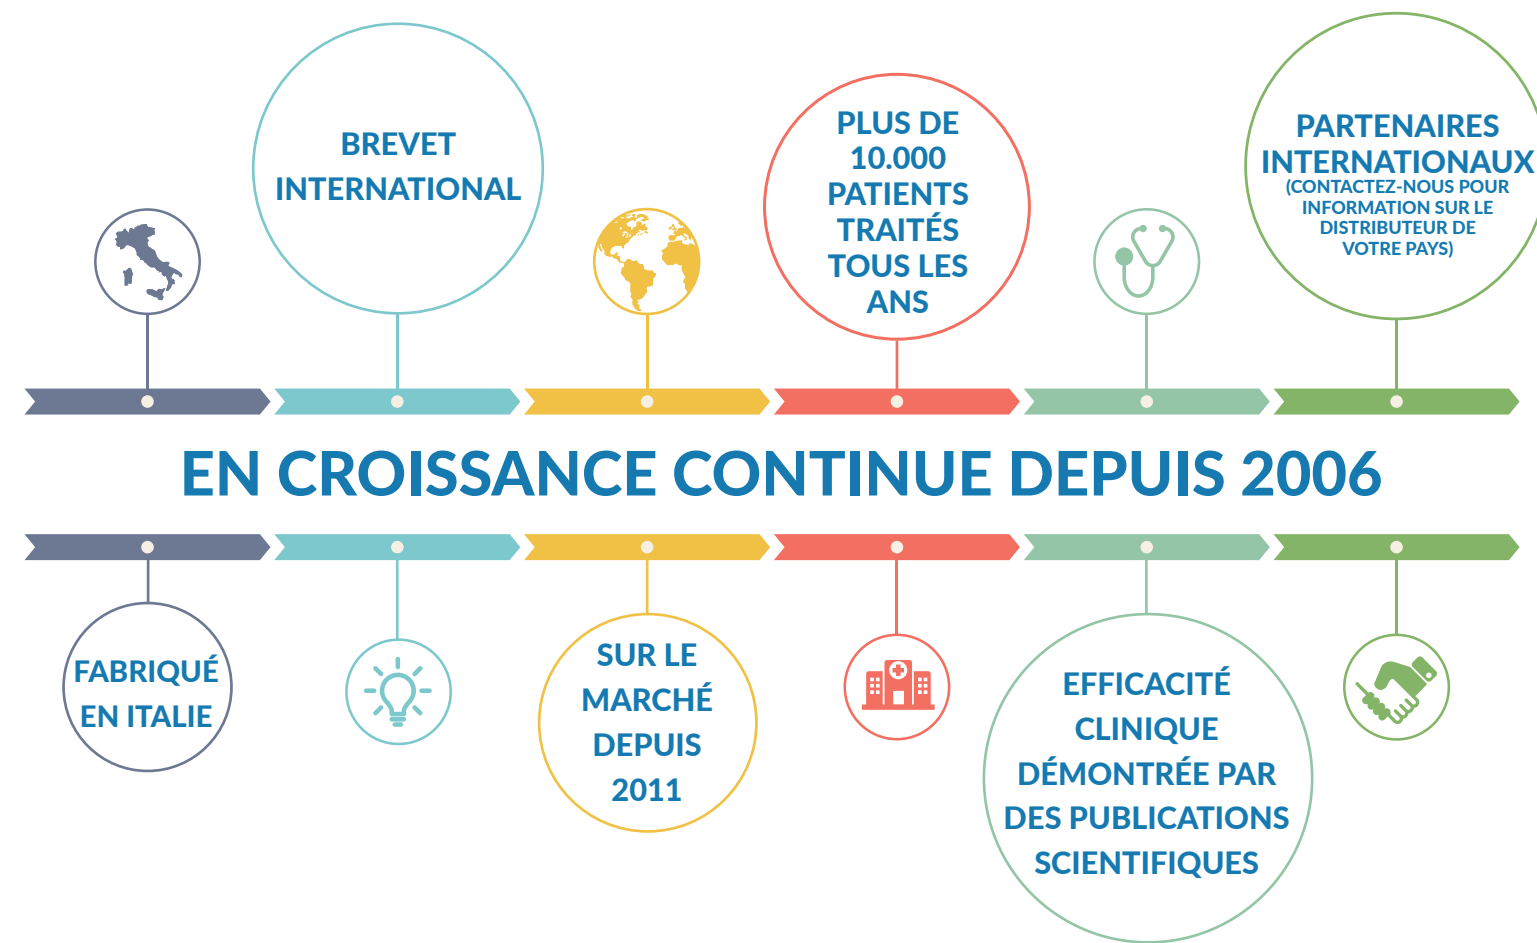 BREVET
INTERNATIONAL
PLUS DE
10.000
PATIENTS
TRAITÉS
TOUS LES
ANS
PARTENAIRES
INTERNATIONAUX
(CONTACTEZ-NOUS POUR
INFORMATION SUR LE
DISTRIBUTEUR DE
VOTRE PAYS)
EN CROISSANCE CONTINUE DEPUIS 2006
FABRIQUÉ
EN ITALIE
SUR LE
MARCHÉ
DEPUIS
2011
EFFICACITÉ
CLINIQUE
DÉMONTRÉE PAR
DES PUBLICATIONS
SCIENTIFIQUES